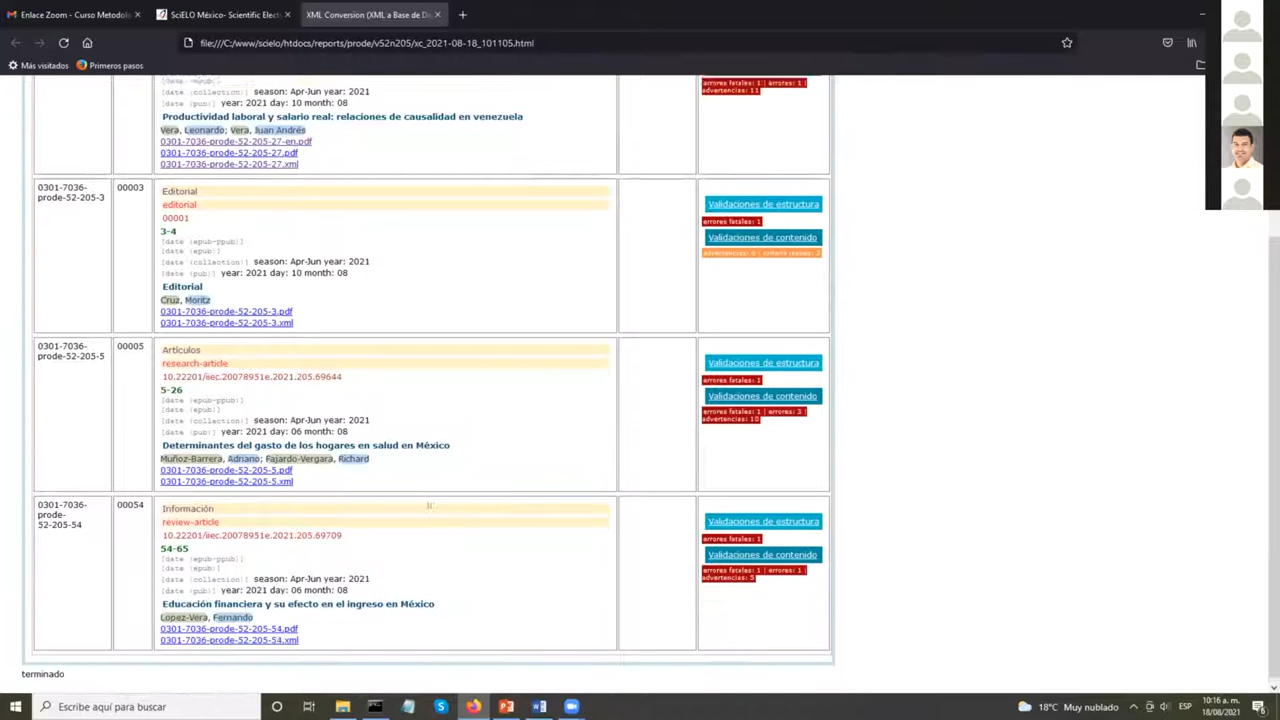 Enlace Zoom - Curso Metodolo
SciELO México- Scientific Elect
XML Conversion (XML a Base de Di
file:///C:/www/scielo/htdocs/reports/prode/v52n205/xc_2021-08-18_101105.html
Más visitados
Primeros pasos
[date (epub)]
[date (collection)] season: Apr-Jun year: 2021
[date (pub)] year: 2021 day: 10 month: 08
Productividad laboral y salario real: relaciones de causalidad en venezuela
Vera, Leonardo; Vera, Juan Andrés
0301-7036-prode-52-205-27-en.pdf
0301-7036-prode-52-205-27.pdf
0301-7036-prode-52-205-27.xml
errores fatales: 1 | errores: 1 |
advertencias: 11
0301-7036-
prode-52-205-3
00003
Editorial
editorial
00001
3-4
[date (epub-ppub)]
[date (epub)]
[date (collection)] season: Apr-Jun year: 2021
[date (pub)] year: 2021 day: 10 month: 08
Editorial
Cruz, Moritz
0301-7036-prode-52-205-3.pdf
0301-7036-prode-52-205-3.xml
Validaciones de estructura
errores fatales: 1
Validaciones de contenido
0301-7036-
prode-52-205-5
00005
Artículos
research-article
10.22201/iiec.20078951e.2021.205.69644
5-26
[date (epub-ppub)]
[date (epub)]
[date (collection)] season: Apr-Jun year: 2021
[date (pub)] year: 2021 day: 06 month: 08
Determinantes del gasto de los hogares en salud en México
Muñoz-Barrera, Adriano; Fajardo-Vergara, Richard
0301-7036-prode-52-205-5.pdf
0301-7036-prode-52-205-5.xml
Validaciones de estructura
errores fatales: 1
Validaciones de contenido
errores fatales: 1 | errores: 3 |
advertencias: 10
0301-7036-
prode-
52-205-54
00054
Información
review-article
10.22201/iiec.20078951e.2021.205.69709
54-65
[date (epub-ppub)]
[date (epub)]
[date (collection)] season: Apr-Jun year: 2021
[date (pub)] year: 2021 day: 06 month: 08
Educación financiera y su efecto en el ingreso en México
Lopez-Vera, Fernando
0301-7036-prode-52-205-54.pdf
0301-7036-prode-52-205-54.xml
Validaciones de estructura
errores fatales: 1
Validaciones de contenido
errores fatales: 1 | errores: 1 |
advertencias: 5
terminado
Escribe aquí para buscar
18°C Muy nublado
ESP
10:16 a. m.
18/08/2021